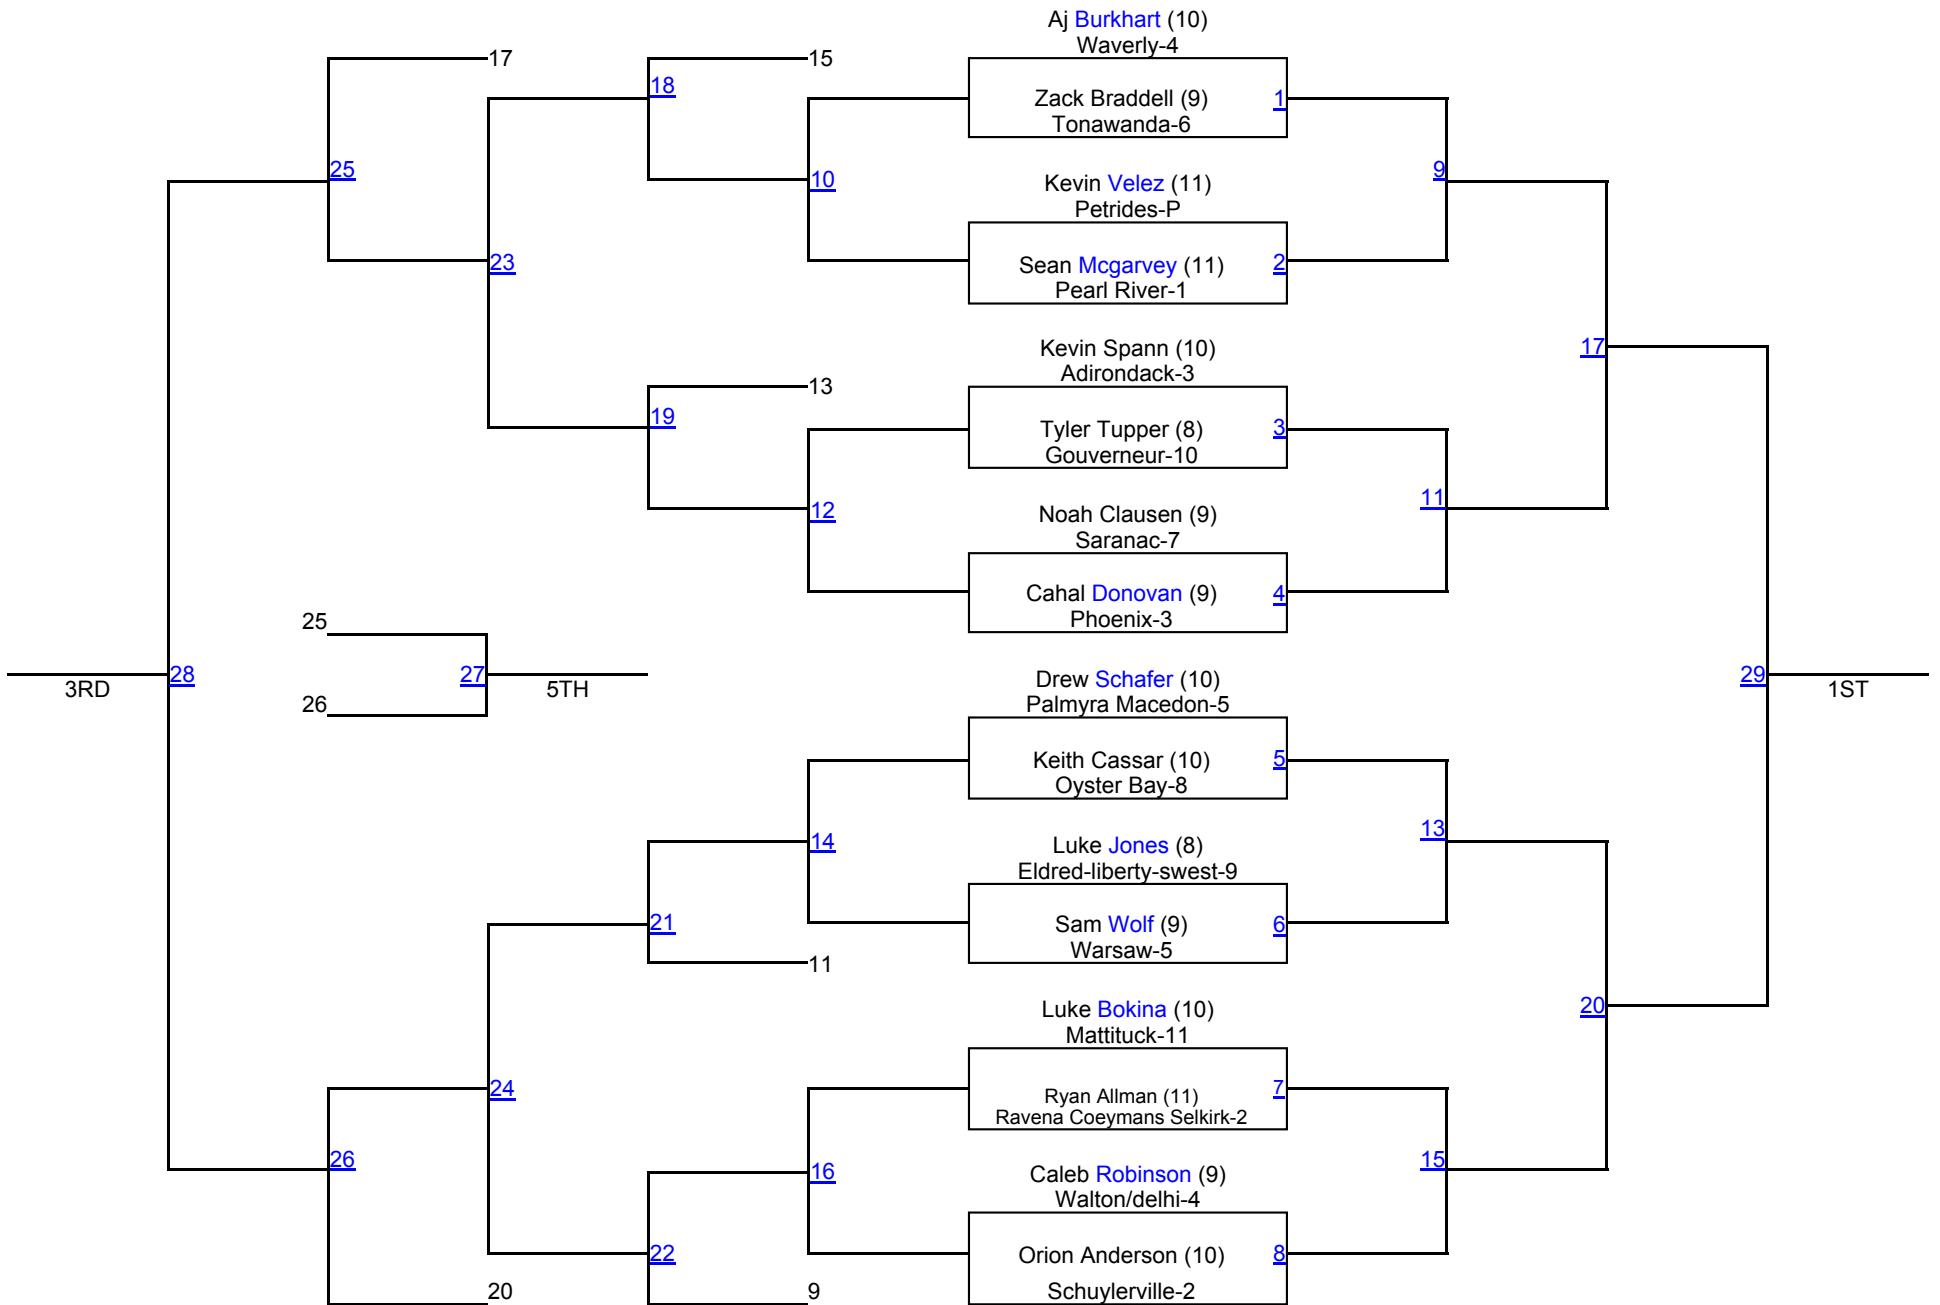 Aj Burkhart (10)
Waverly-4
17
15
18
Zack Braddell (9)
1
Tonawanda-6
25
10
Kevin Velez (11)
9
Petrides-P
23
Sean Mcgarvey (11)
2
Pearl River-1
Kevin Spann (10)
17
Adirondack-3
13
19
Tyler Tupper (8)
3
Gouverneur-10
12
Noah Clausen (9)
11
Saranac-7
Cahal Donovan (9)
4
Phoenix-3
25
3RD
28
27
5TH
26
Drew Schafer (10)
Palmyra Macedon-5
29
1ST
Keith Cassar (10)
5
Oyster Bay-8
14
Luke Jones (8)
13
Eldred-liberty-swest-9
21
Sam Wolf (9)
6
Warsaw-5
11
Luke Bokina (10)
20
Mattituck-11
24
Ryan Allman (11)
7
Ravena Coeymans Selkirk-2
26
16
Caleb Robinson (9)
15
Walton/delhi-4
22
Orion Anderson (10)
8
Schuylerville-2
20
9